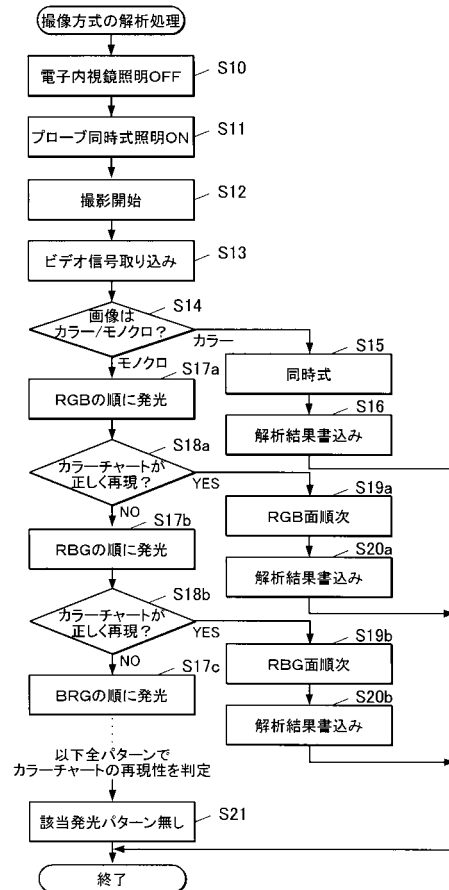 撮像方式の解析処理
電子内視鏡照明OFF
S10
プローブ同時式照明ON
S11
撮影開始
S12
ビデオ信号取り込み
S13
画像は
カラー/モノクロ?
S14
カラー
モノクロ
同時式
S15
解析結果書込み
S16
RGBの順に発光
S17a
カラーチャートが
正しく再現?
S18a
YES
NO
RGB面順次
S19a
解析結果書込み
S20a
RBGの順に発光
S17b
カラーチャートが
正しく再現?
S18b
YES
NO
RBG面順次
S19b
解析結果書込み
S20b
BRGの順に発光
S17c
以下全パターンで
カラーチャートの再現性を判定
該当発光パターン無し
S21
終了